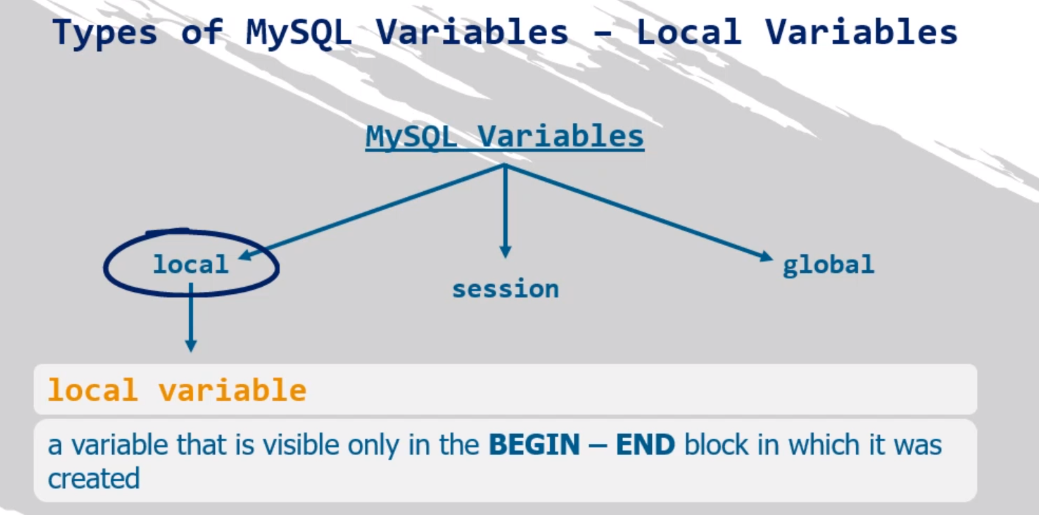 Types of MySQL Variables – Local Variables
MySQL Variables
local
session
global
local variable
a variable that is visible only in the BEGIN – END block in which it was
created